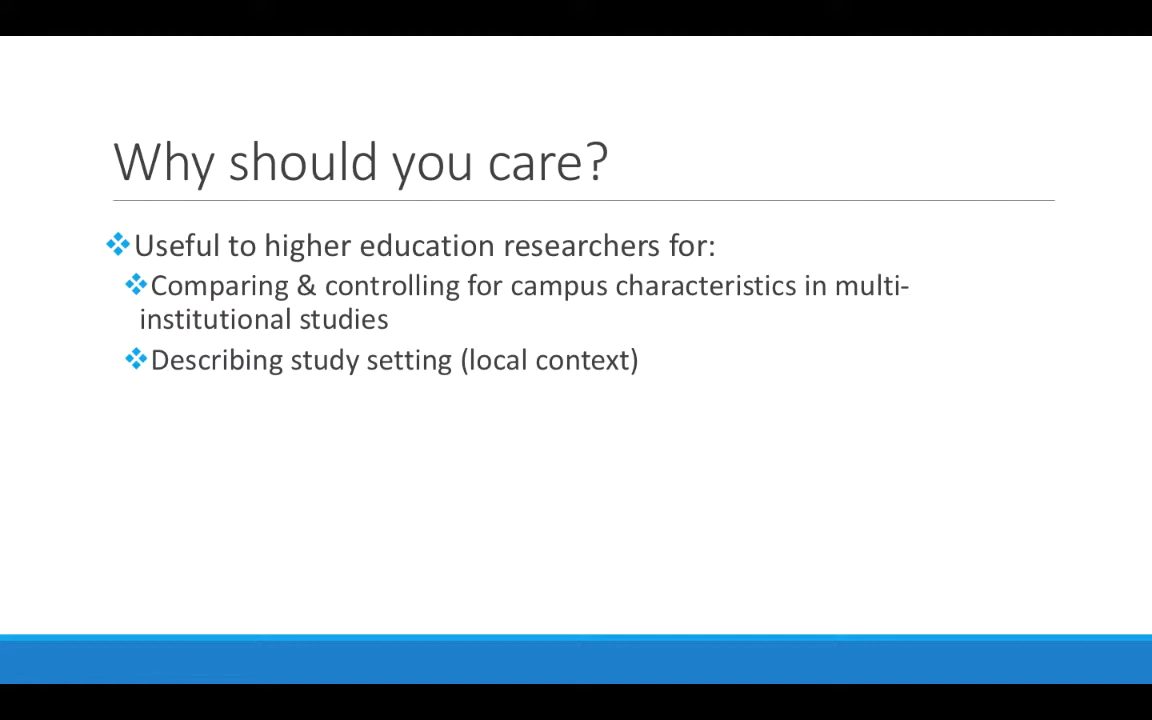 Why should you care?
❖Useful to higher education researchers for:
❖Comparing & controlling for campus characteristics in multi-
institutional studies
❖Describing study setting (local context)